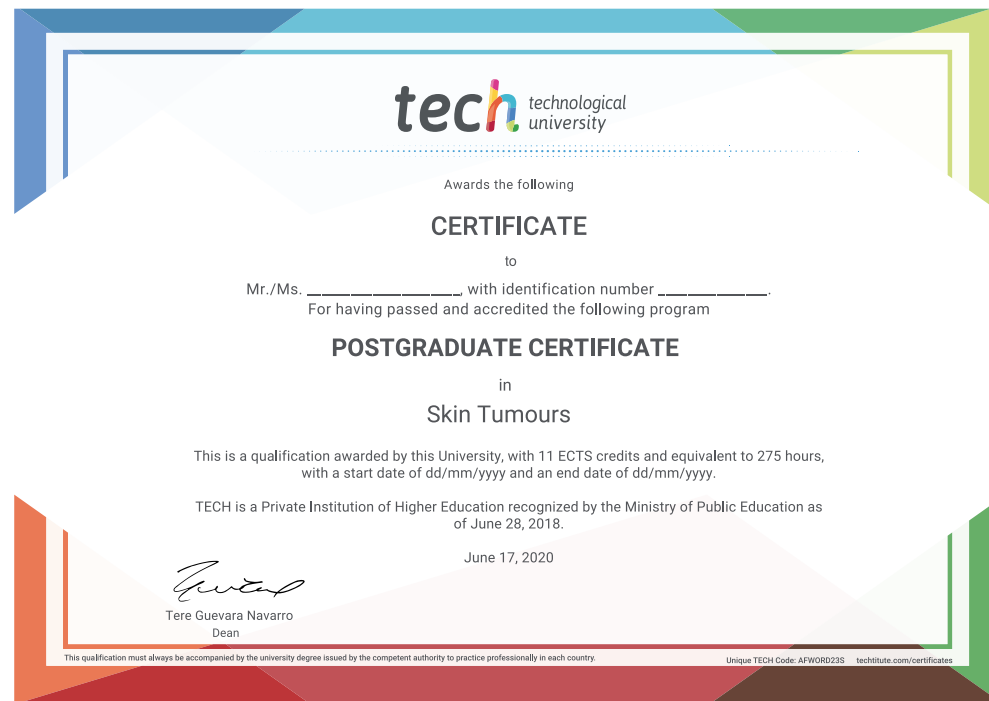 tech technological
university
Awards the following
CERTIFICATE
to
Mr./Ms. ____________________, with identification number ______________.
For having passed and accredited the following program
POSTGRADUATE CERTIFICATE
in
Skin Tumours
This is a qualification awarded by this University, with 11 ECTS credits and equivalent to 275 hours,
with a start date of dd/mm/yyyy and an end date of dd/mm/yyyy.
TECH is a Private Institution of Higher Education recognized by the Ministry of Public Education as
of June 28, 2018.
June 17, 2020
Tere Guevara Navarro
Dean
This qualification must always be accompanied by the university degree issued by the competent authority to practice professionally in each country.
Unique TECH Code: AFWORD23S techtitute.com/certificates